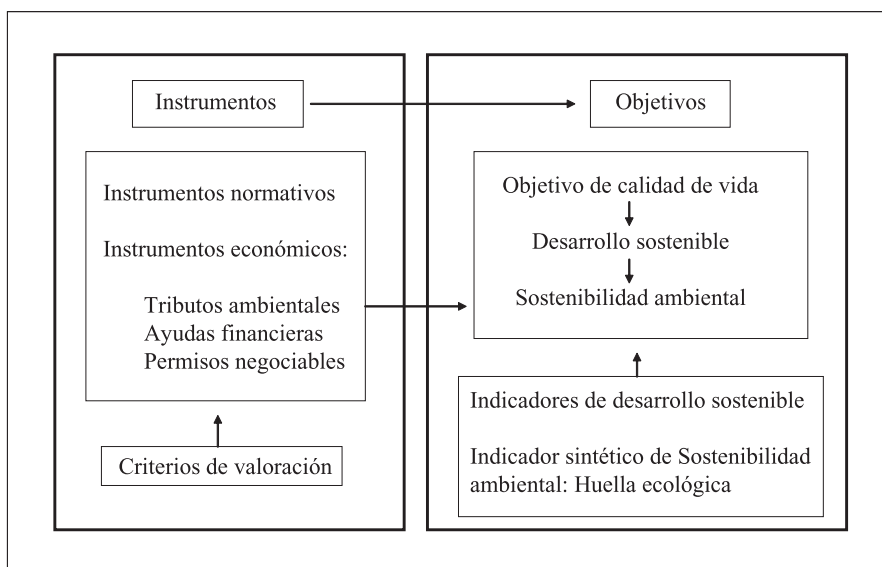 Instrumentos
Instrumentos normativos
Instrumentos económicos:
Tributos ambientales
Ayudas financieras
Permisos negociables
Criterios de valoración
Objetivos
Objetivo de calidad de vida
Desarrollo sostenible
Sostenibilidad ambiental
Indicadores de desarrollo sostenible
Indicador sintético de Sostenibilidad
ambiental: Huella ecológica